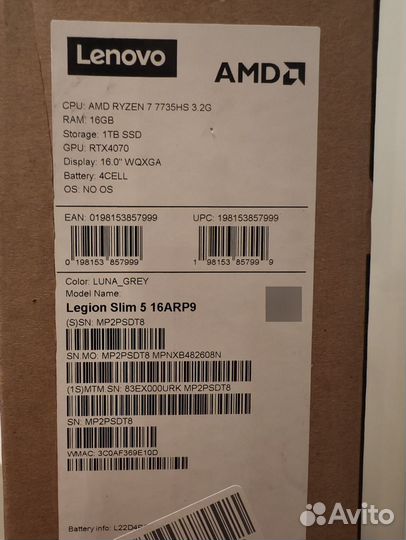 Lenovo
AMD
CPU: AMD RYZEN 7 7735HS 3.2G
RAM: 16GB
Storage: 1TB SSD
GPU: RTX4070
Display: 16.0" WQXGA
Battery: 4CELL
OS: NO OS
EAN: 0198153857999 UPC: 198153857999
0 198153 857999 1 98153 85799 9
Color: LUNA_GREY
Model Name:
Legion Slim 5 16ARP9
(S)SN: MP2PSDT8
SN.MO: MP2PSDT8 MPNXB482608N
(1S)MTM.SN: 83EX000URK MP2PSDT8
SN: MP2PSDT8
WMAC: 3C0AF369E10D
Battery info:
Avito